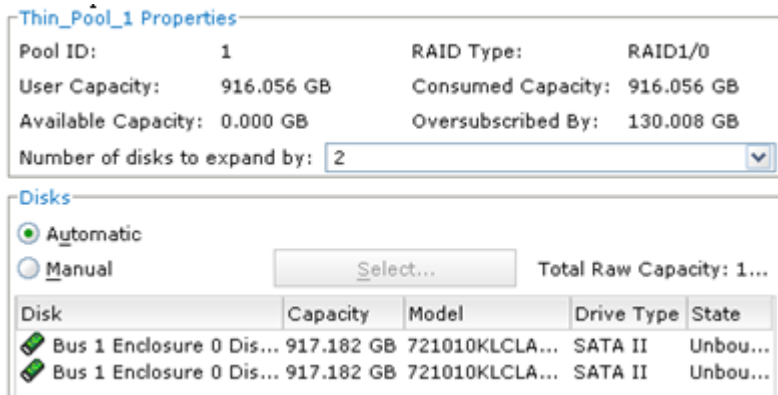 Thin_Pool_1 Properties
Pool ID: 1 RAID Type: RAID1/0
User Capacity: 916.056 GB Consumed Capacity: 916.056 GB
Available Capacity: 0.000 GB Oversubscribed By: 130.008 GB
Number of disks to expand by: 2
Disks
Automatic
Manual Select... Total Raw Capacity: 1...
Disk Capacity Model Drive Type State
Bus 1 Enclosure 0 Dis... 917.182 GB 721010KLCLA... SATA II Unbou...
Bus 1 Enclosure 0 Dis... 917.182 GB 721010KLCLA... SATA II Unbou...